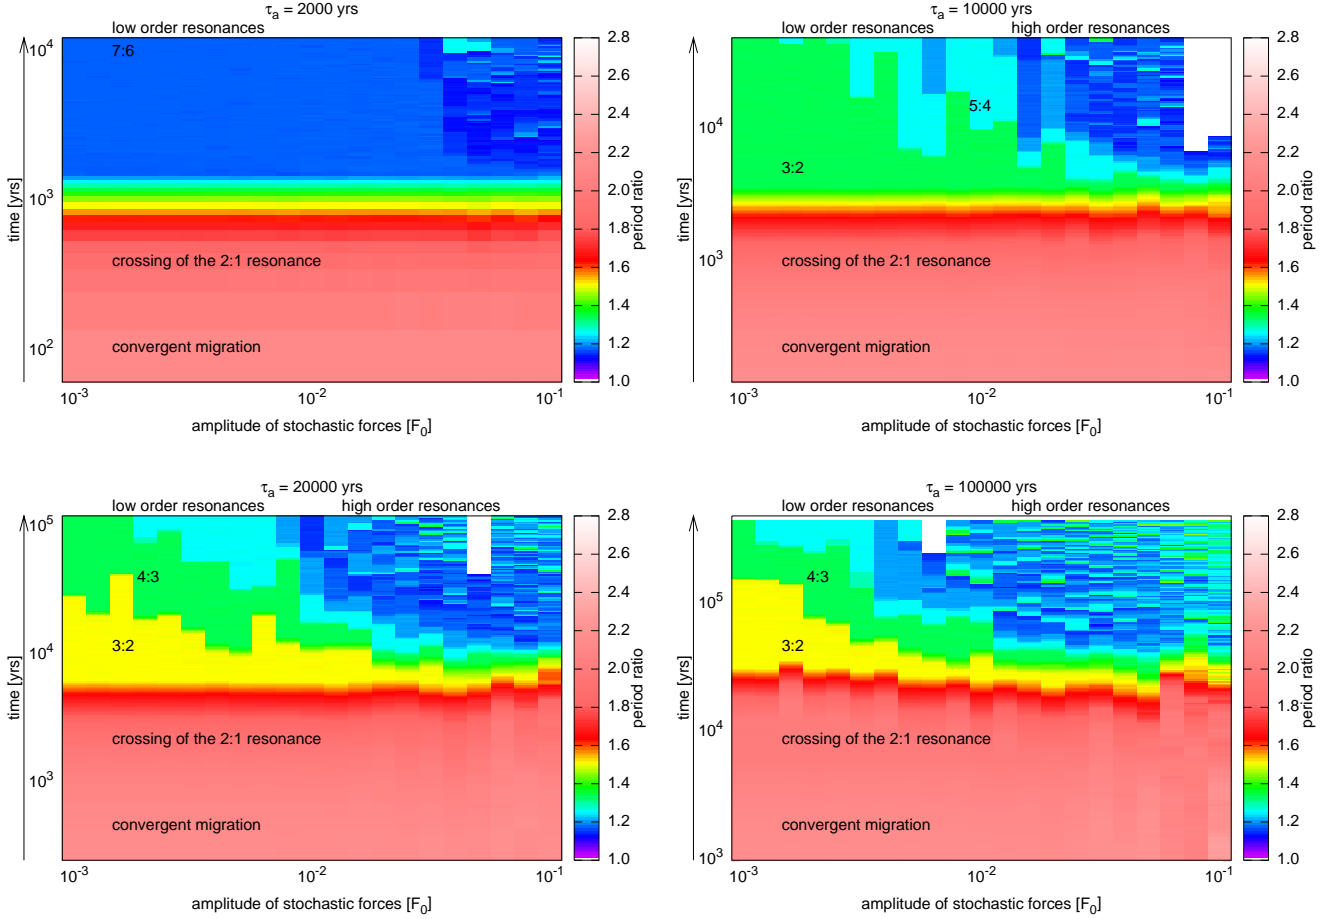 τa = 2000 yrs
low order resonances
7:6
crossing of the 2:1 resonance
convergent migration
time [yrs]
10^4
10^3
10^2
10^-3
10^-2
10^-1
amplitude of stochastic forces [F0]
2.8
2.6
2.4
2.2
2.0
1.8
1.6
1.4
1.2
1.0
period ratio
τa = 10000 yrs
low order resonances
high order resonances
5:4
3:2
crossing of the 2:1 resonance
convergent migration
time [yrs]
10^4
10^3
10^-3
10^-2
10^-1
amplitude of stochastic forces [F0]
2.8
2.6
2.4
2.2
2.0
1.8
1.6
1.4
1.2
1.0
period ratio
τa = 20000 yrs
low order resonances
high order resonances
4:3
3:2
crossing of the 2:1 resonance
convergent migration
time [yrs]
10^5
10^4
10^3
10^-3
10^-2
10^-1
amplitude of stochastic forces [F0]
2.8
2.6
2.4
2.2
2.0
1.8
1.6
1.4
1.2
1.0
period ratio
τa = 100000 yrs
low order resonances
high order resonances
4:3
3:2
crossing of the 2:1 resonance
convergent migration
time [yrs]
10^5
10^4
10^3
10^-3
10^-2
10^-1
amplitude of stochastic forces [F0]
2.8
2.6
2.4
2.2
2.0
1.8
1.6
1.4
1.2
1.0
period ratio